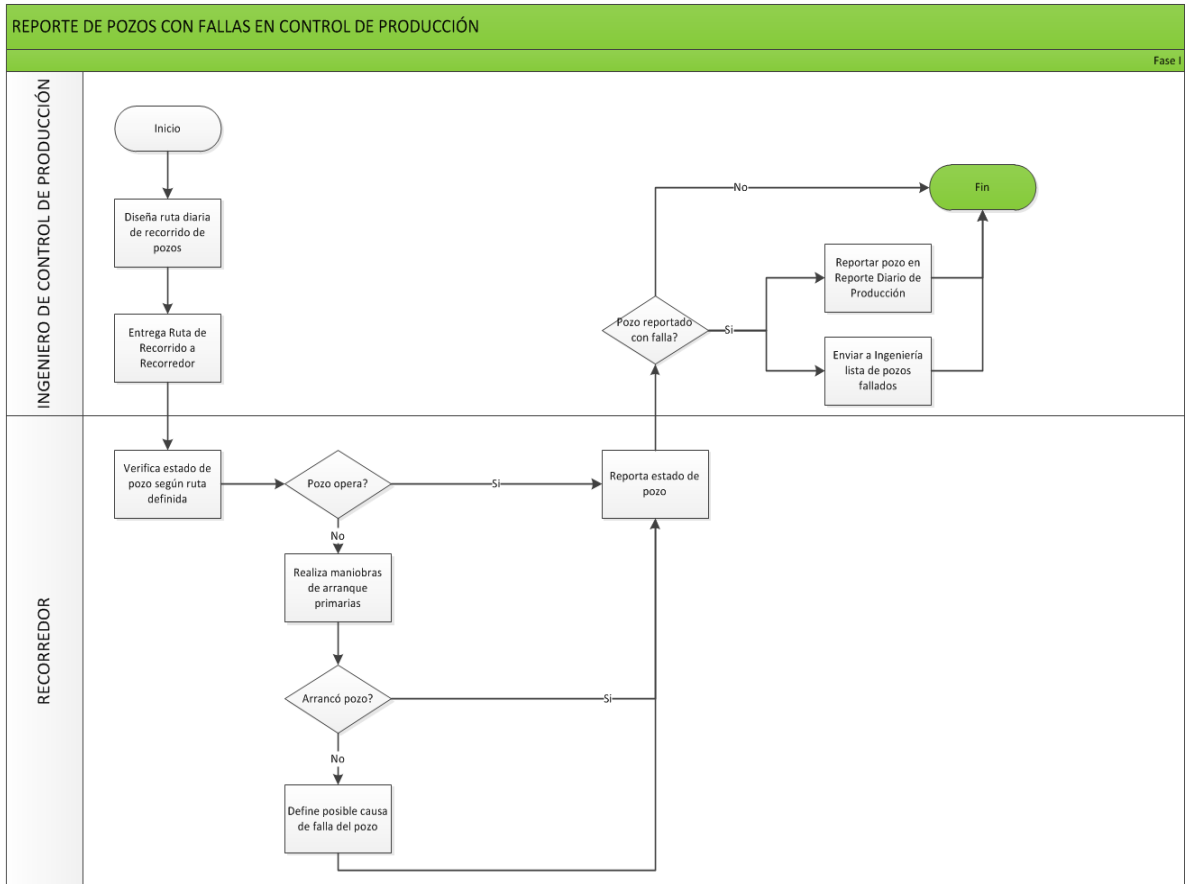 REPORTE DE POZOS CON FALLAS EN CONTROL DE PRODUCCIÓN
Fase I
INGENIERO DE CONTROL DE PRODUCCIÓN
Inicio
Diseña ruta diaria
de recorrido de
pozos
Entrega Ruta de
Recorrido a
Recorredor
No
Fin
Pozo reportado
con falla?
Si
Reportar pozo en
Reporte Diario de
Producción
Enviar a Ingeniería
lista de pozos
fallados
RECORREDOR
Verifica estado de
pozo según ruta
definida
Pozo opera?
Si
Reporta estado de
pozo
No
Realiza maniobras
de arranque
primarias
Arrancó pozo?
Si
No
Define posible causa
de falla del pozo